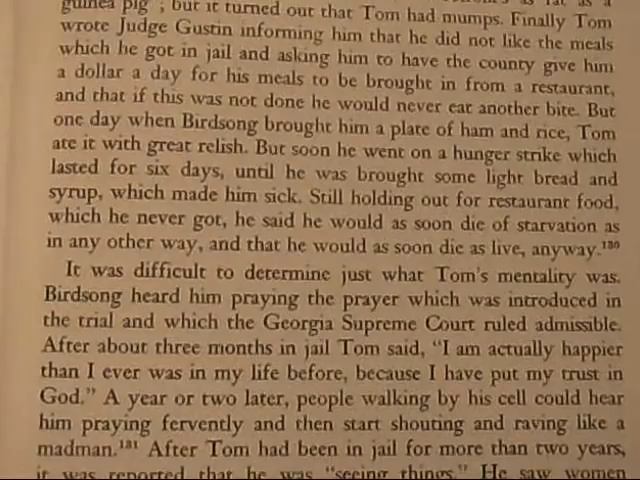 guinea pig"; but it turned out that Tom had mumps. Finally Tom
wrote Judge Gustin informing him that he did not like the meals
which he got in jail and asking him to have the county give him
a dollar a day for his meals to be brought in from a restaurant,
and that if this was not done he would never eat another bite. But
one day when Birdsong brought him a plate of ham and rice, Tom
ate it with great relish. But soon he went on a hunger strike which
lasted for six days, until he was brought some light bread and
syrup, which made him sick. Still holding out for restaurant food,
which he never got, he said he would as soon die of starvation as
in any other way, and that he would as soon die as live, anyway.¹³⁰
It was difficult to determine just what Tom's mentality was.
Birdsong heard him praying the prayer which was introduced in
the trial and which the Georgia Supreme Court ruled admissible.
After about three months in jail Tom said, "I am actually happier
than I ever was in my life before, because I have put my trust in
God." A year or two later, people walking by his cell could hear
him praying fervently and then start shouting and raving like a
madman.¹³¹ After Tom had been in jail for more than two years,
it was reported that he was "seeing things." He saw women